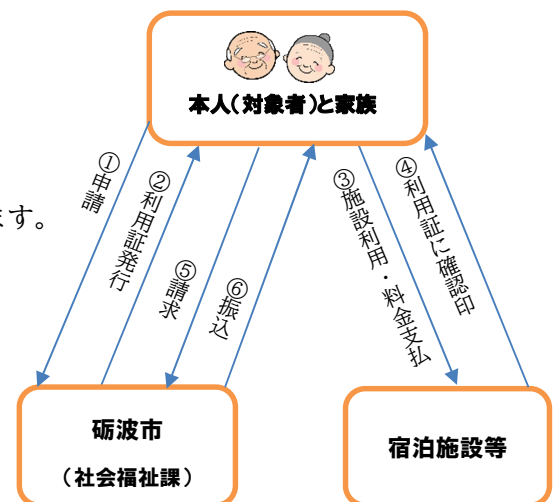 本人(対象者)と家族
①申請
②利用証発行
⑤請求
⑥振込
③施設利用・料金支払
④利用証に確認印
ます。
砺波市
(社会福祉課)
宿泊施設等